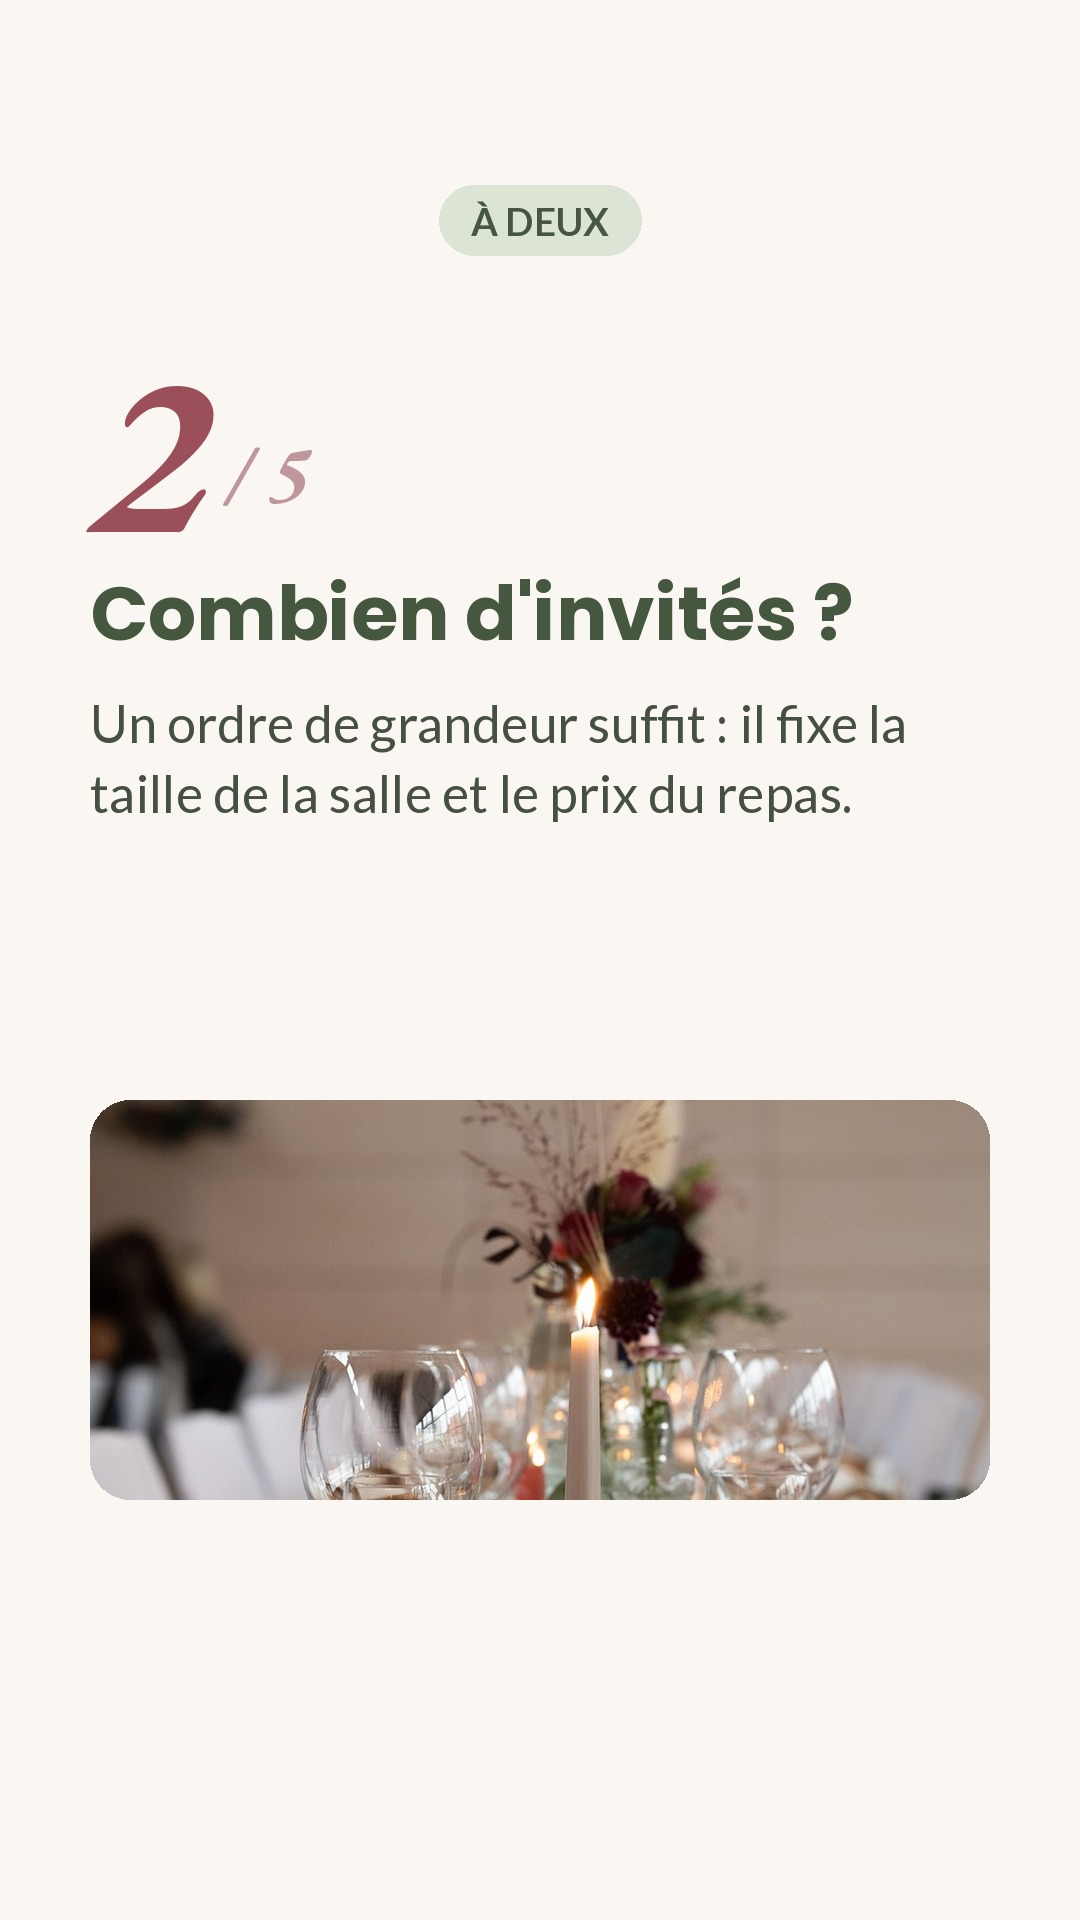 À DEUX
2 / 5
Combien d'invités ?
Un ordre de grandeur suffit : il fixe la
taille de la salle et le prix du repas.